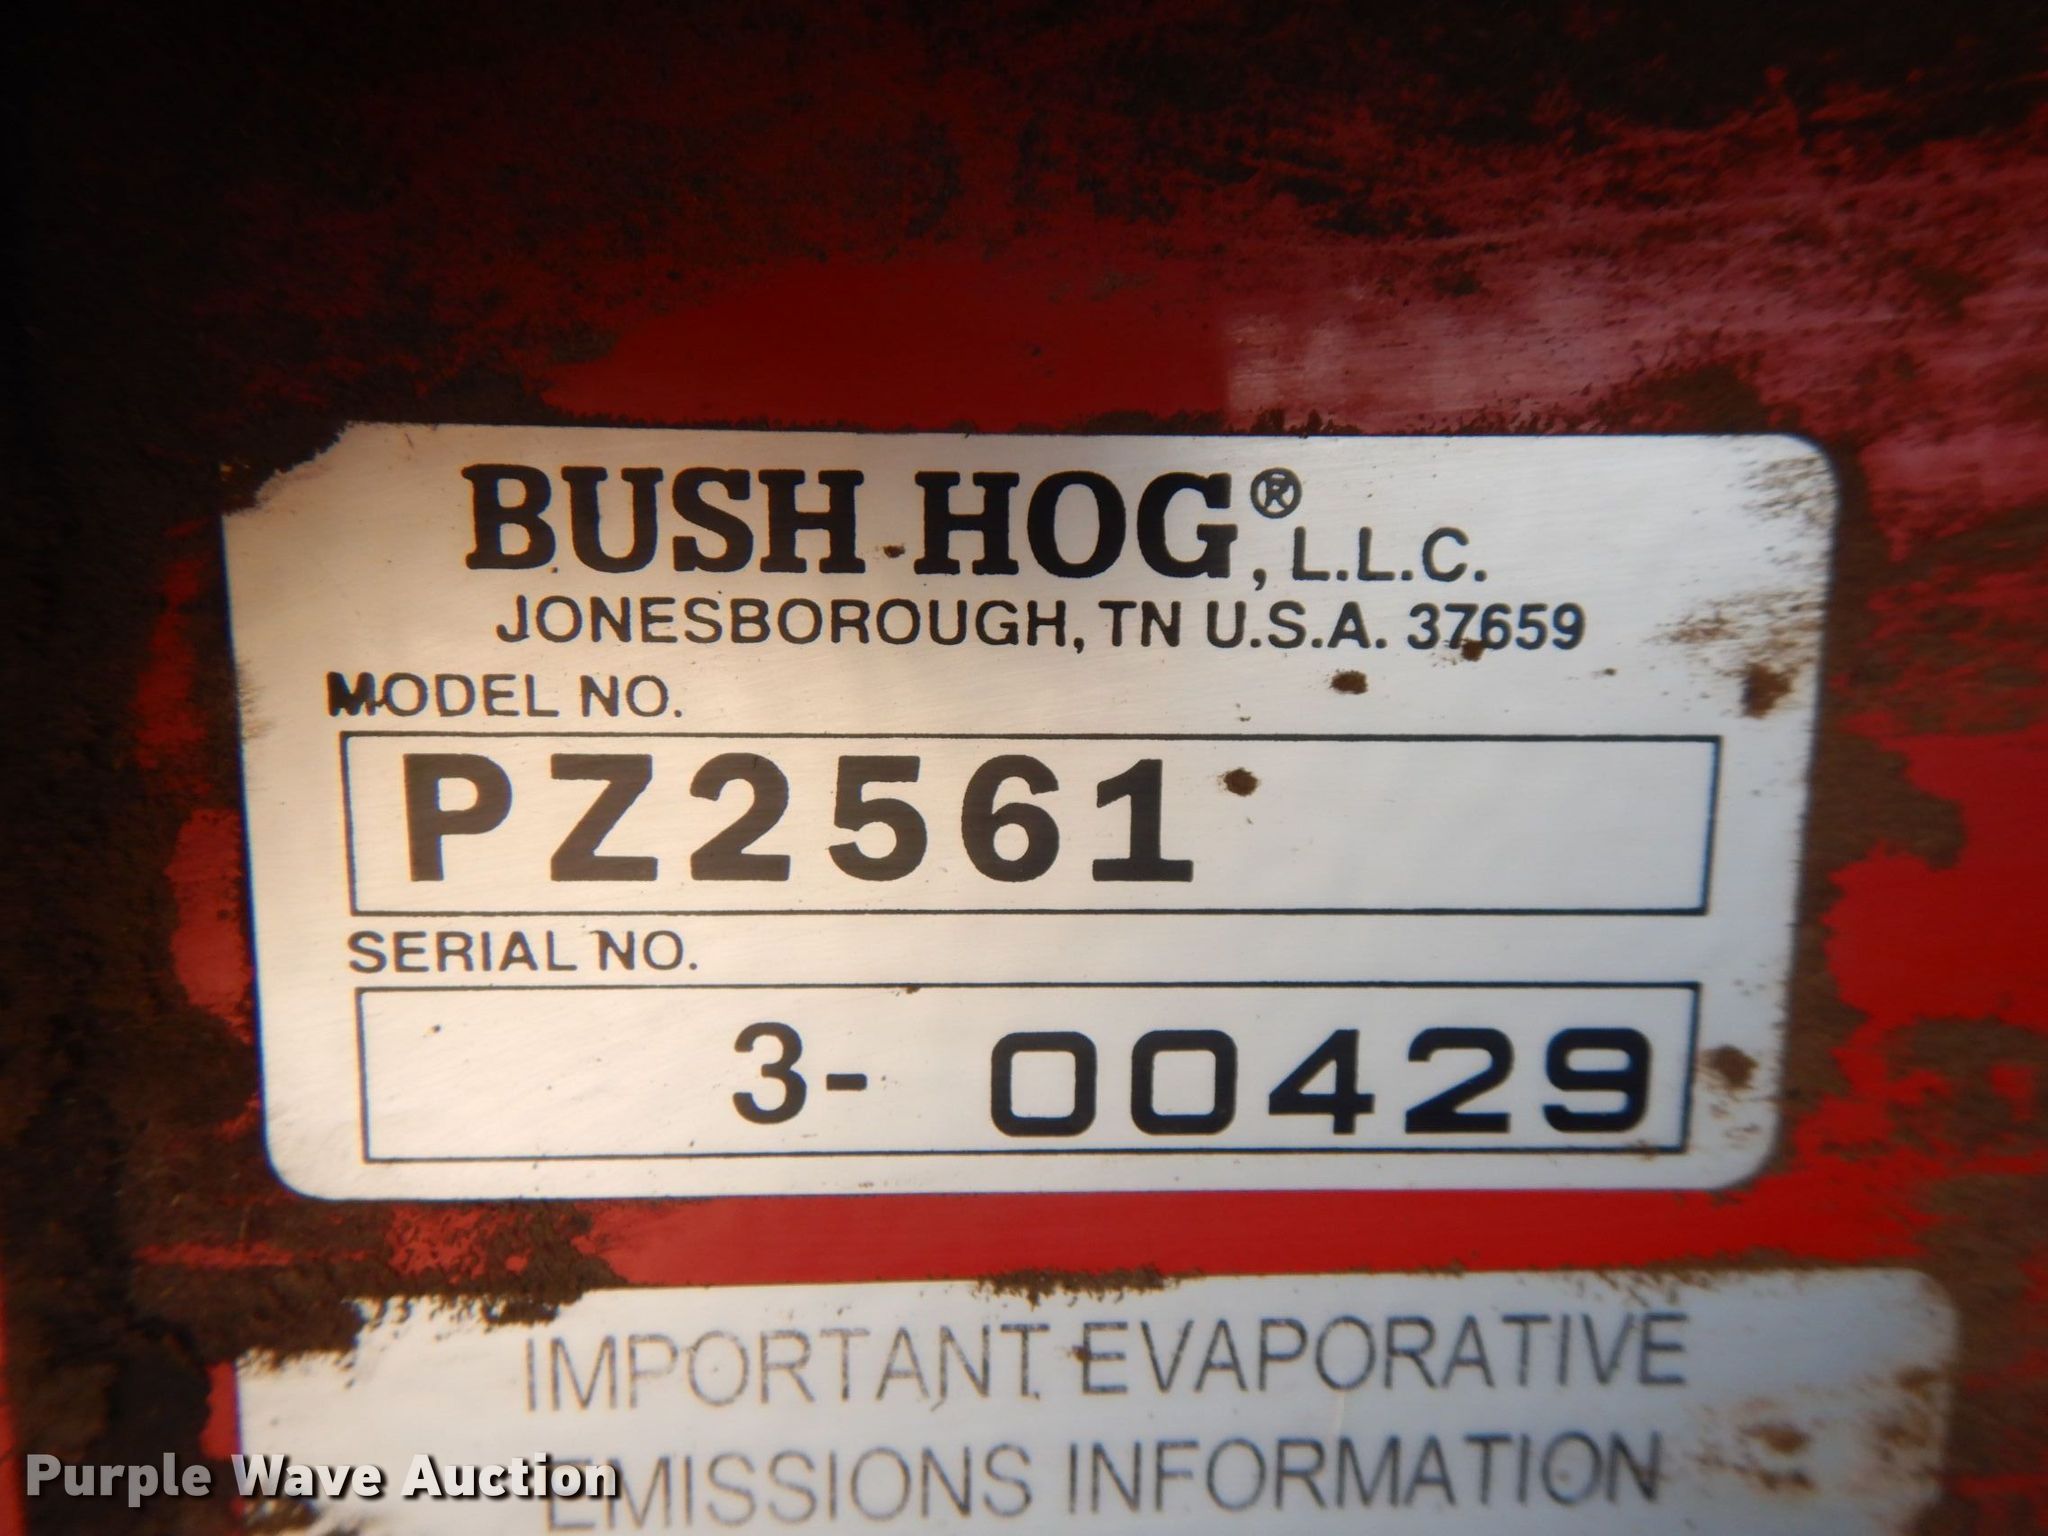 BUSH HOG®, L.L.C.
JONESBOROUGH, TN U.S.A. 37659
MODEL NO.
PZ2561
SERIAL NO.
3- 00429
IMPORTANT EVAPORATIVE
EMISSIONS INFORMATION
Purple Wave Auction